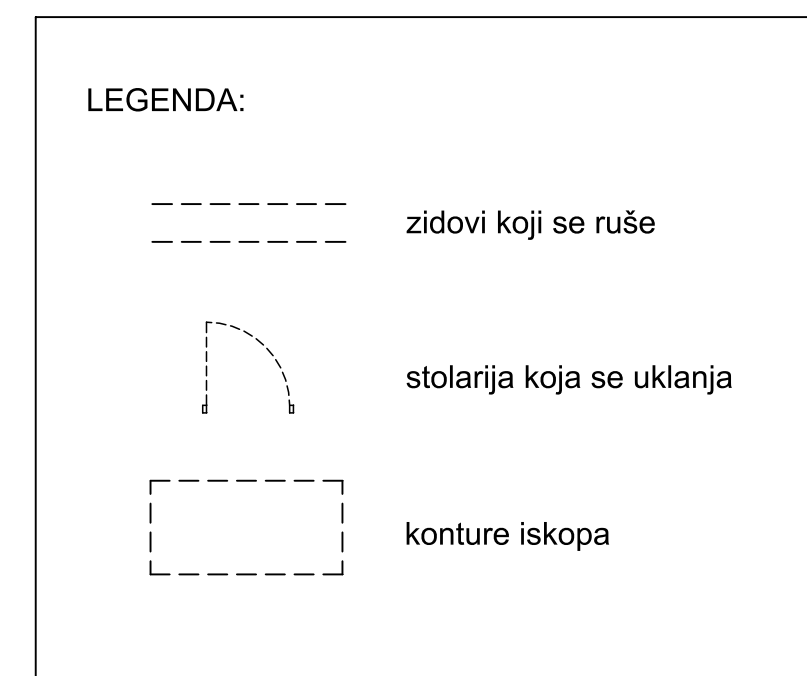 LEGENDA:
zidovi koji se ruše
stolarija koja se uklanja
konture iskopa